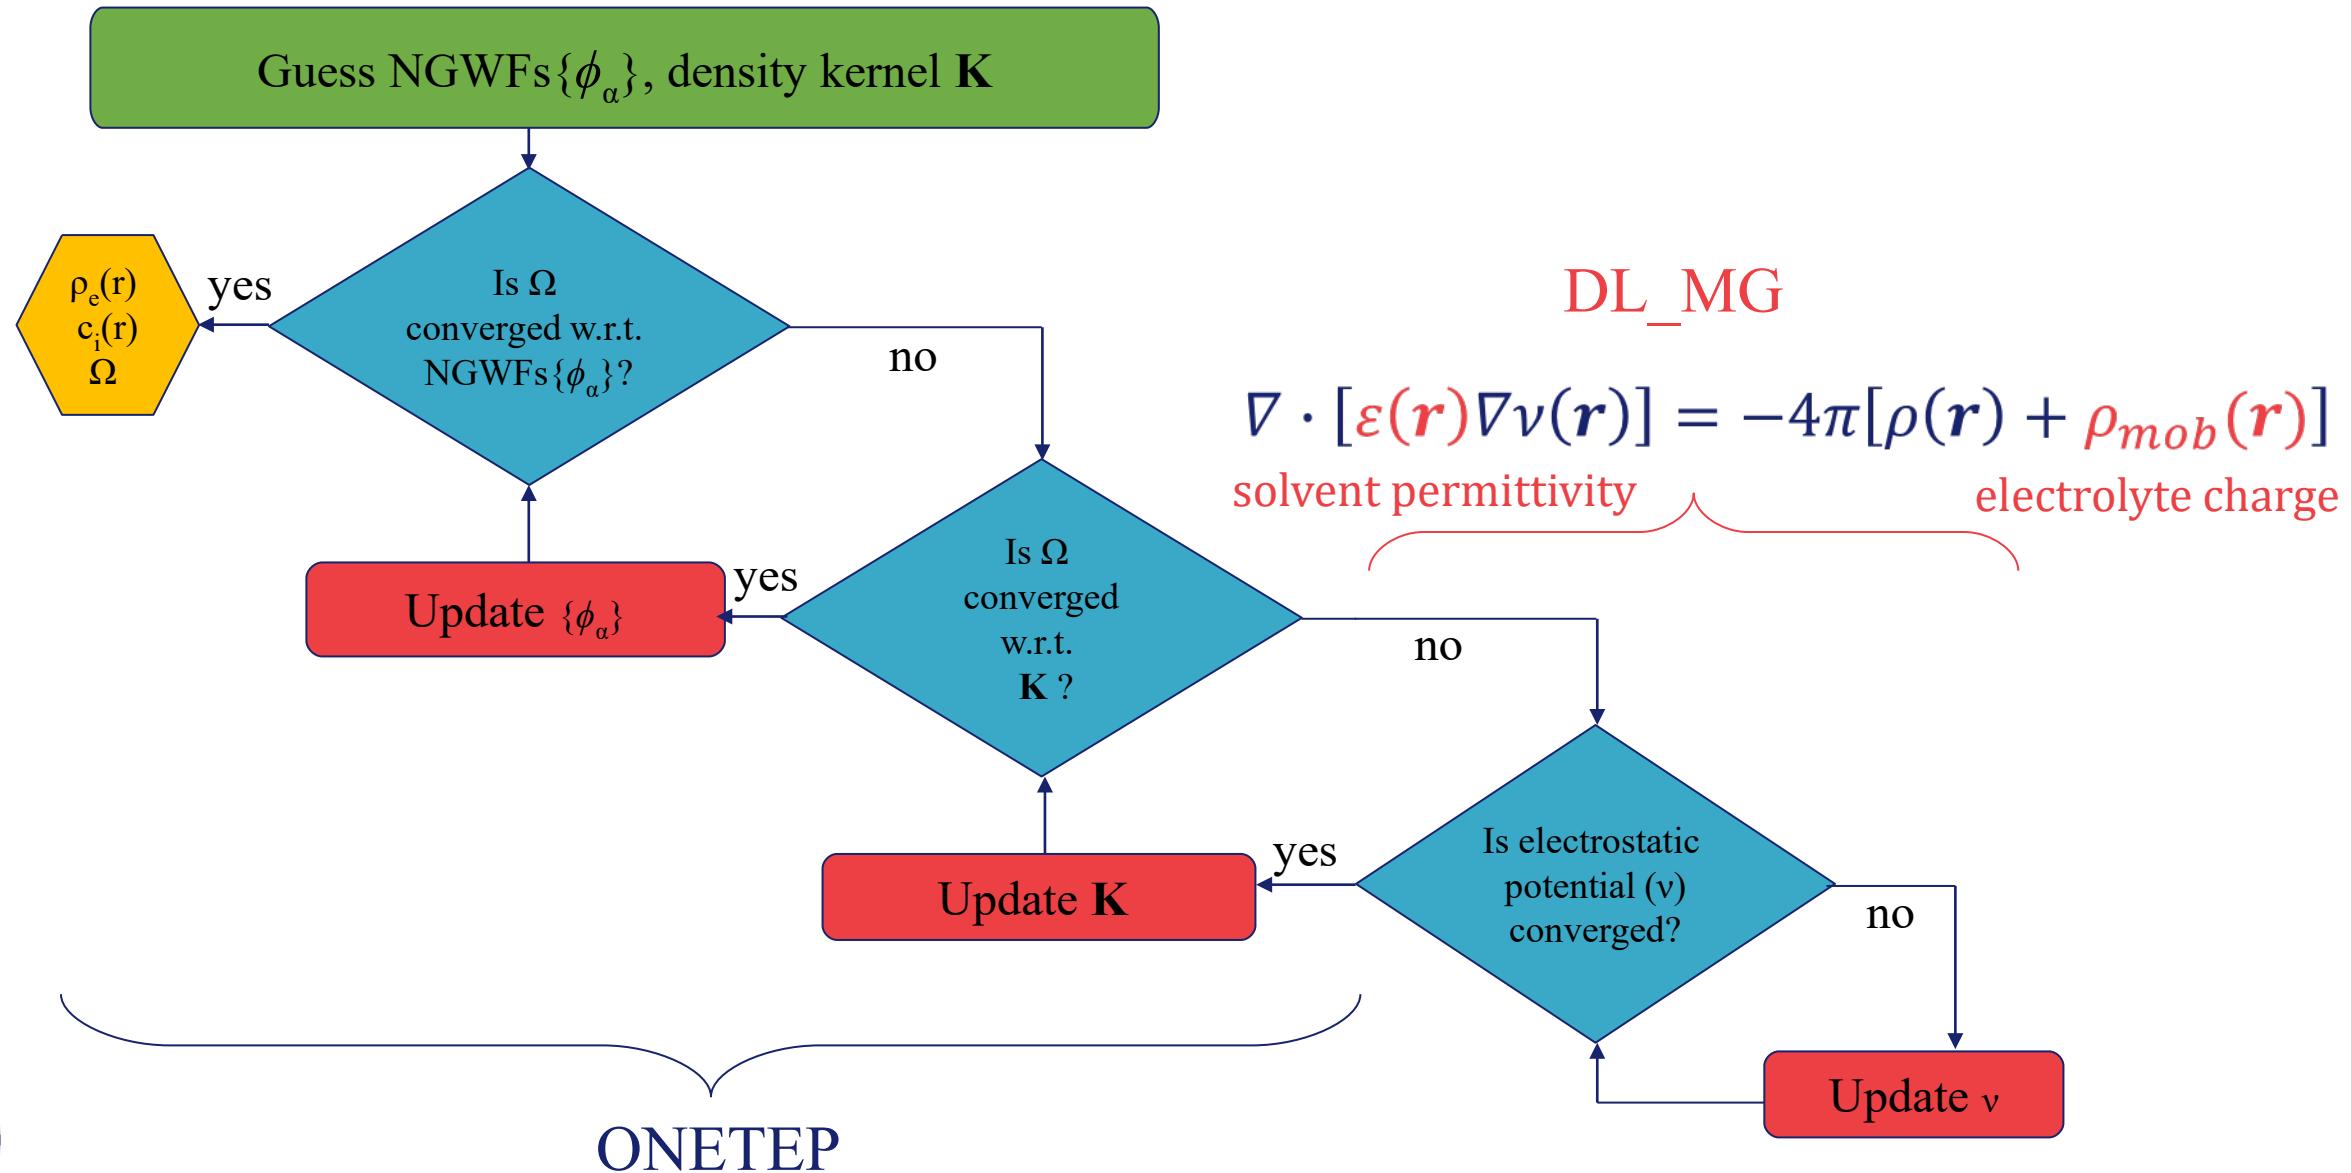 Guess NGWFs{ϕα}, density kernel K
Is Ω
converged w.r.t.
NGWFs{ϕα}?
yes
ρe(r)
ci(r)
Ω
no
DL_MG
∇ · [ε(r)∇ν(r)] = −4π[ρ(r) + ρmob(r)]
solvent permittivity
electrolyte charge
Is Ω
converged
w.r.t.
K ?
yes
Update {ϕα}
no
Is electrostatic
potential (ν)
converged?
yes
Update K
no
Update ν
ONETEP